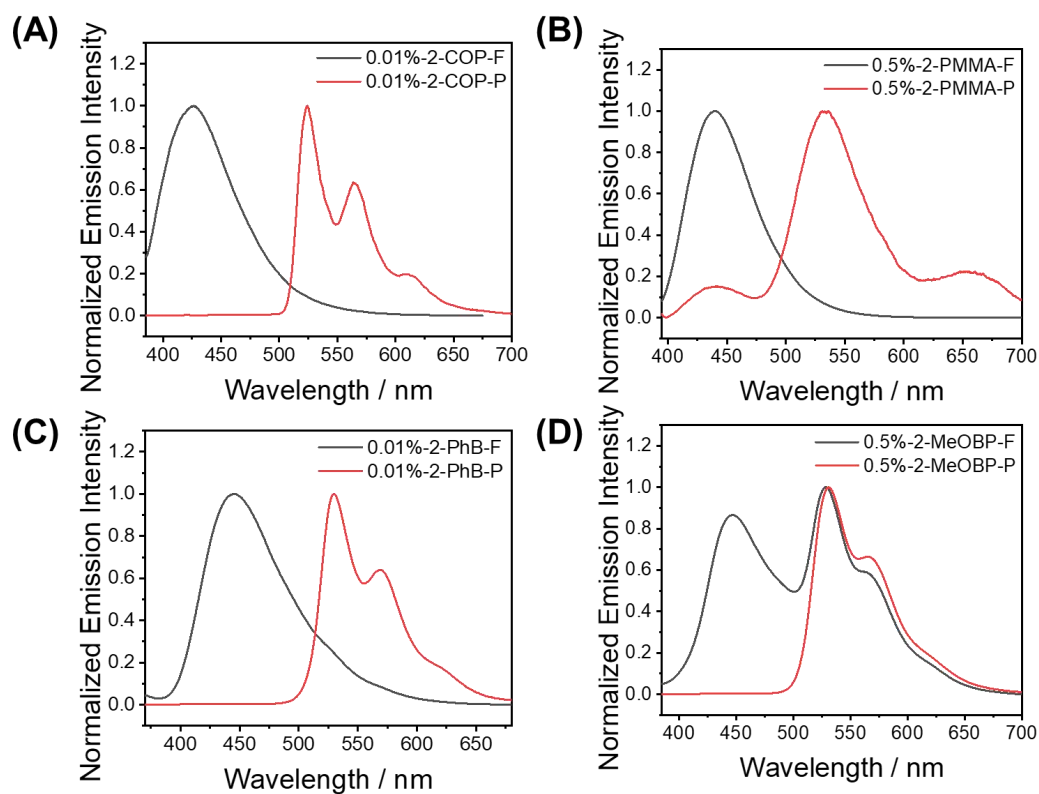 (A)
Normalized Emission Intensity
0.01%-2-COP-F
0.01%-2-COP-P
1.2
1.0
0.8
0.6
0.4
0.2
0.0
400 450 500 550 600 650 700
Wavelength / nm
(B)
Normalized Emission Intensity
0.5%-2-PMMA-F
0.5%-2-PMMA-P
1.2
1.0
0.8
0.6
0.4
0.2
0.0
400 450 500 550 600 650 700
Wavelength / nm
(C)
Normalized Emission Intensity
0.01%-2-PhB-F
0.01%-2-PhB-P
1.2
1.0
0.8
0.6
0.4
0.2
0.0
400 450 500 550 600 650
Wavelength / nm
(D)
Normalized Emission Intensity
0.5%-2-MeOBP-F
0.5%-2-MeOBP-P
1.2
1.0
0.8
0.6
0.4
0.2
0.0
400 450 500 550 600 650 700
Wavelength / nm